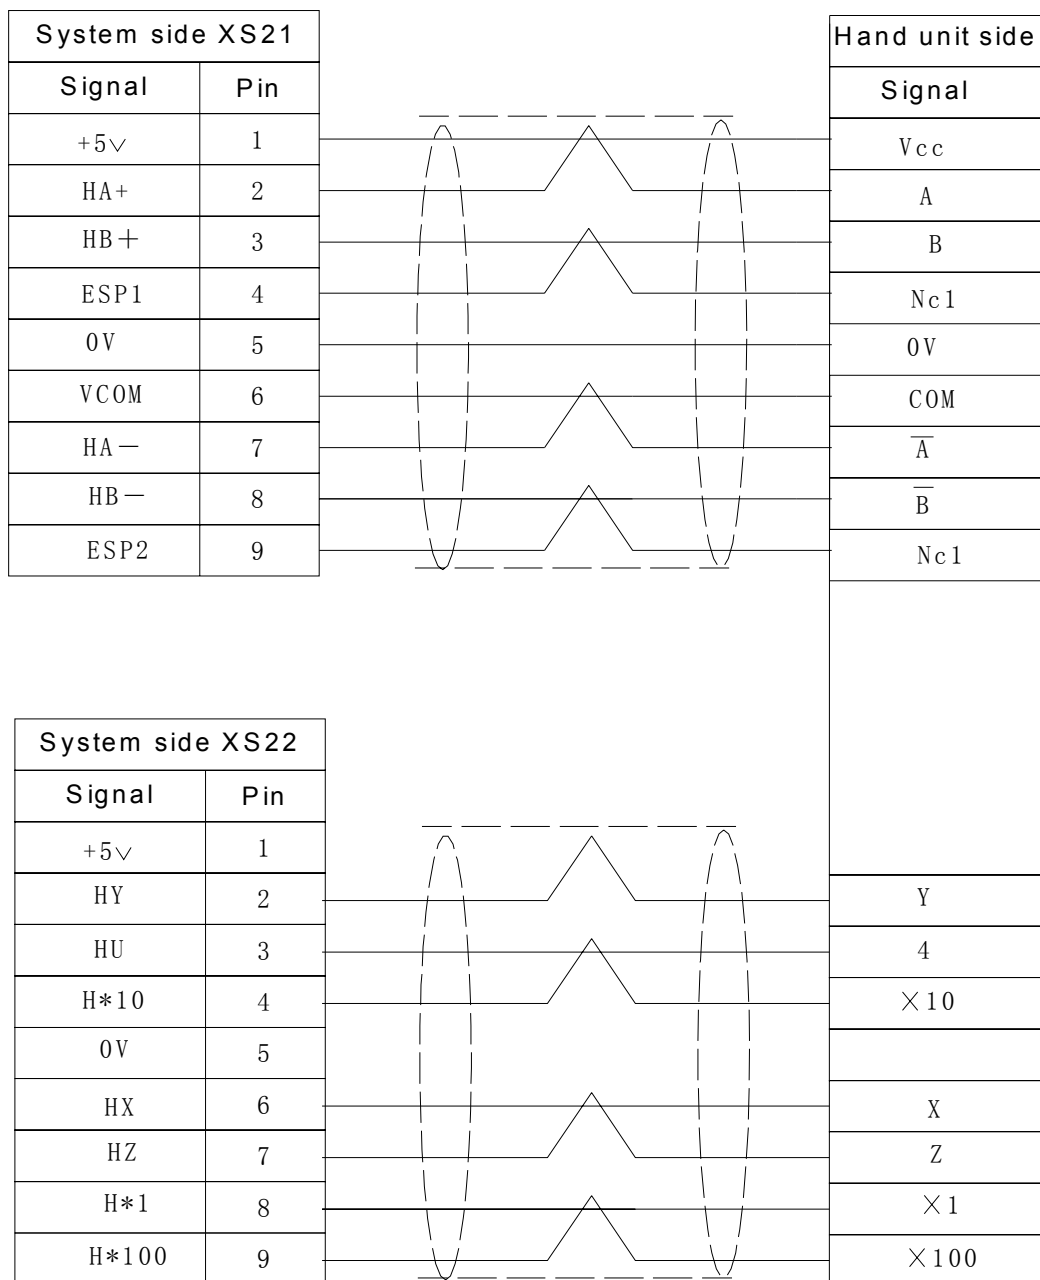 System side XS21
Signal Pin
+5v 1
HA+ 2
HB+ 3
ESP1 4
0V 5
VCOM 6
HA- 7
HB- 8
ESP2 9
Hand unit side
Signal
Vcc
A
B
Nc1
0V
COM
A̅
B̅
Nc1
System side XS22
Signal Pin
+5v 1
HY 2
HU 3
H*10 4
0V 5
HX 6
HZ 7
H*1 8
H*100 9
Y
4
×10
X
Z
×1
×100